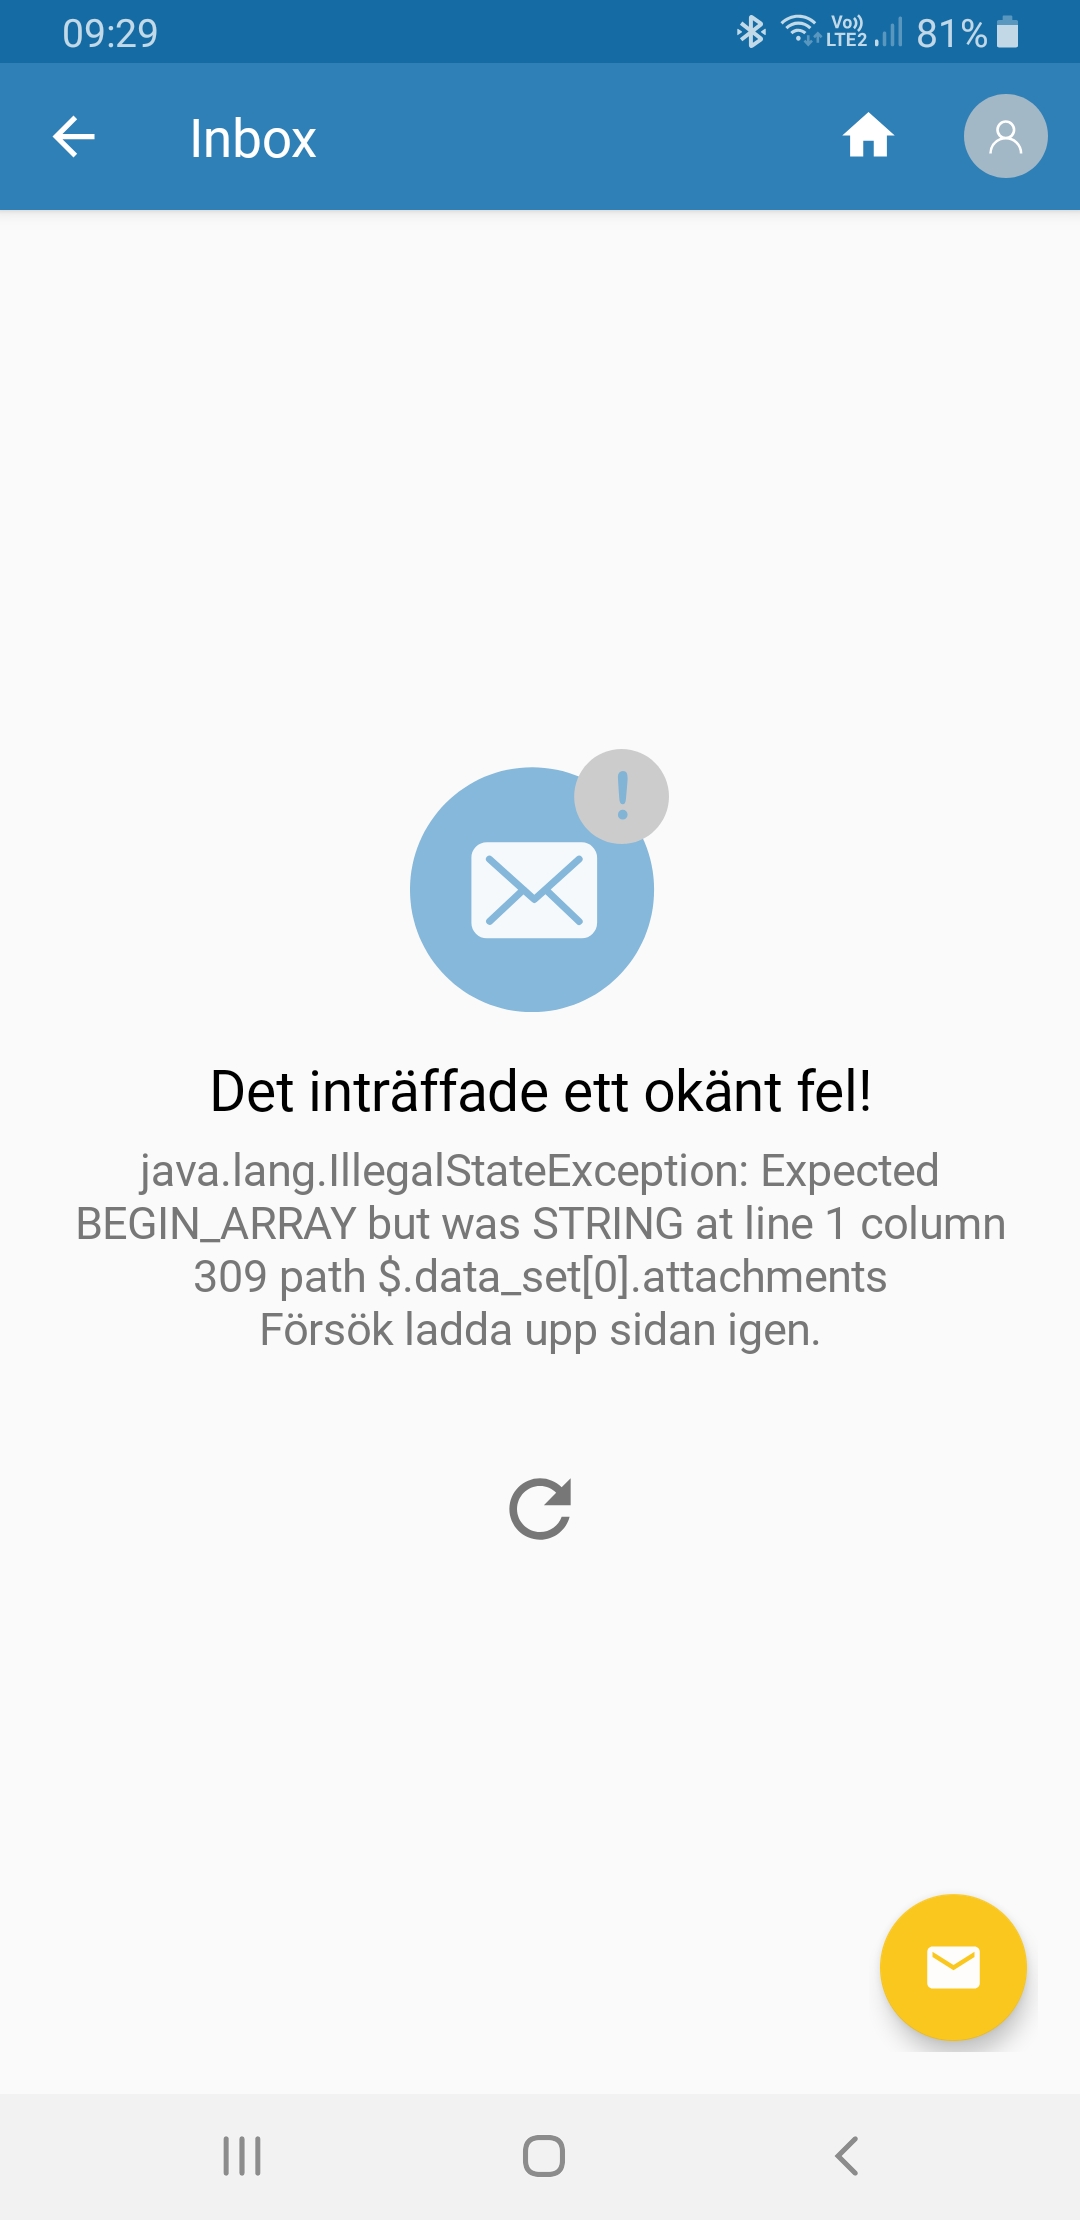 09:29
Vo))
LTE2
81%
Inbox
!
Det inträffade ett okänt fel!
java.lang.IllegalStateException: Expected
BEGIN_ARRAY but was STRING at line 1 column
309 path $.data_set[0].attachments
Försök ladda upp sidan igen.